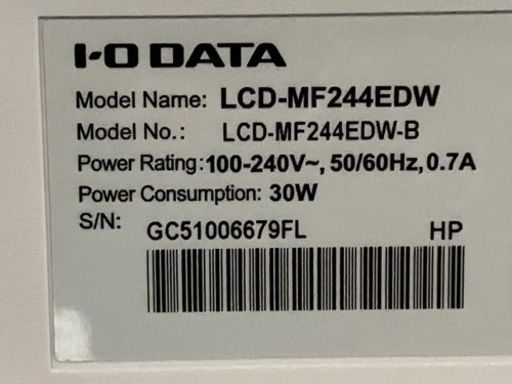 I-O DATA
Model Name: LCD-MF244EDW
Model No.: LCD-MF244EDW-B
Power Rating:100-240V~, 50/60Hz, 0.7A
Power Consumption: 30W
S/N: GC51006679FL HP